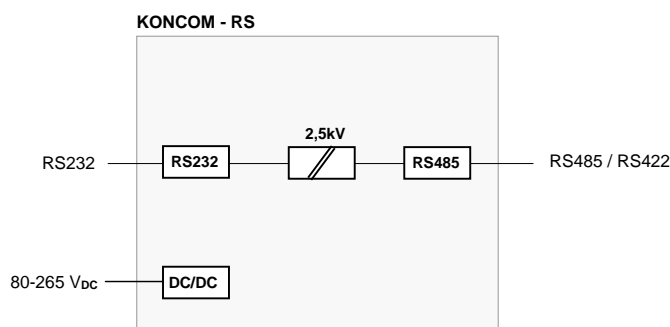 KONCOM - RS
2,5kV
RS232 RS232 RS485 RS485 / RS422
80-265 VDC DC/DC